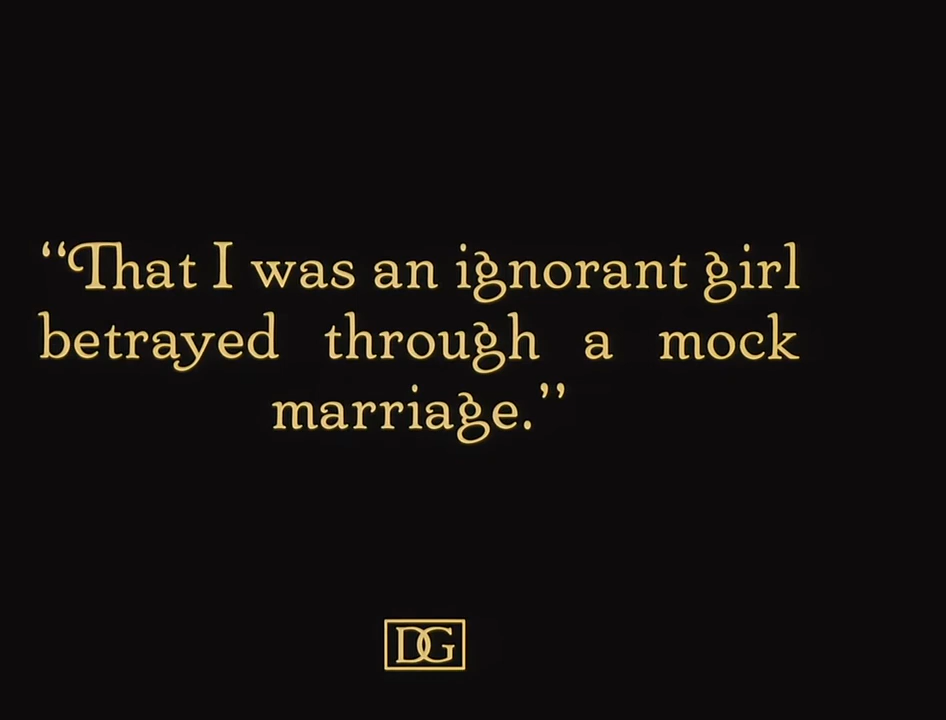 “That I was an ignorant girl
betrayed through a mock
marriage.”
DG